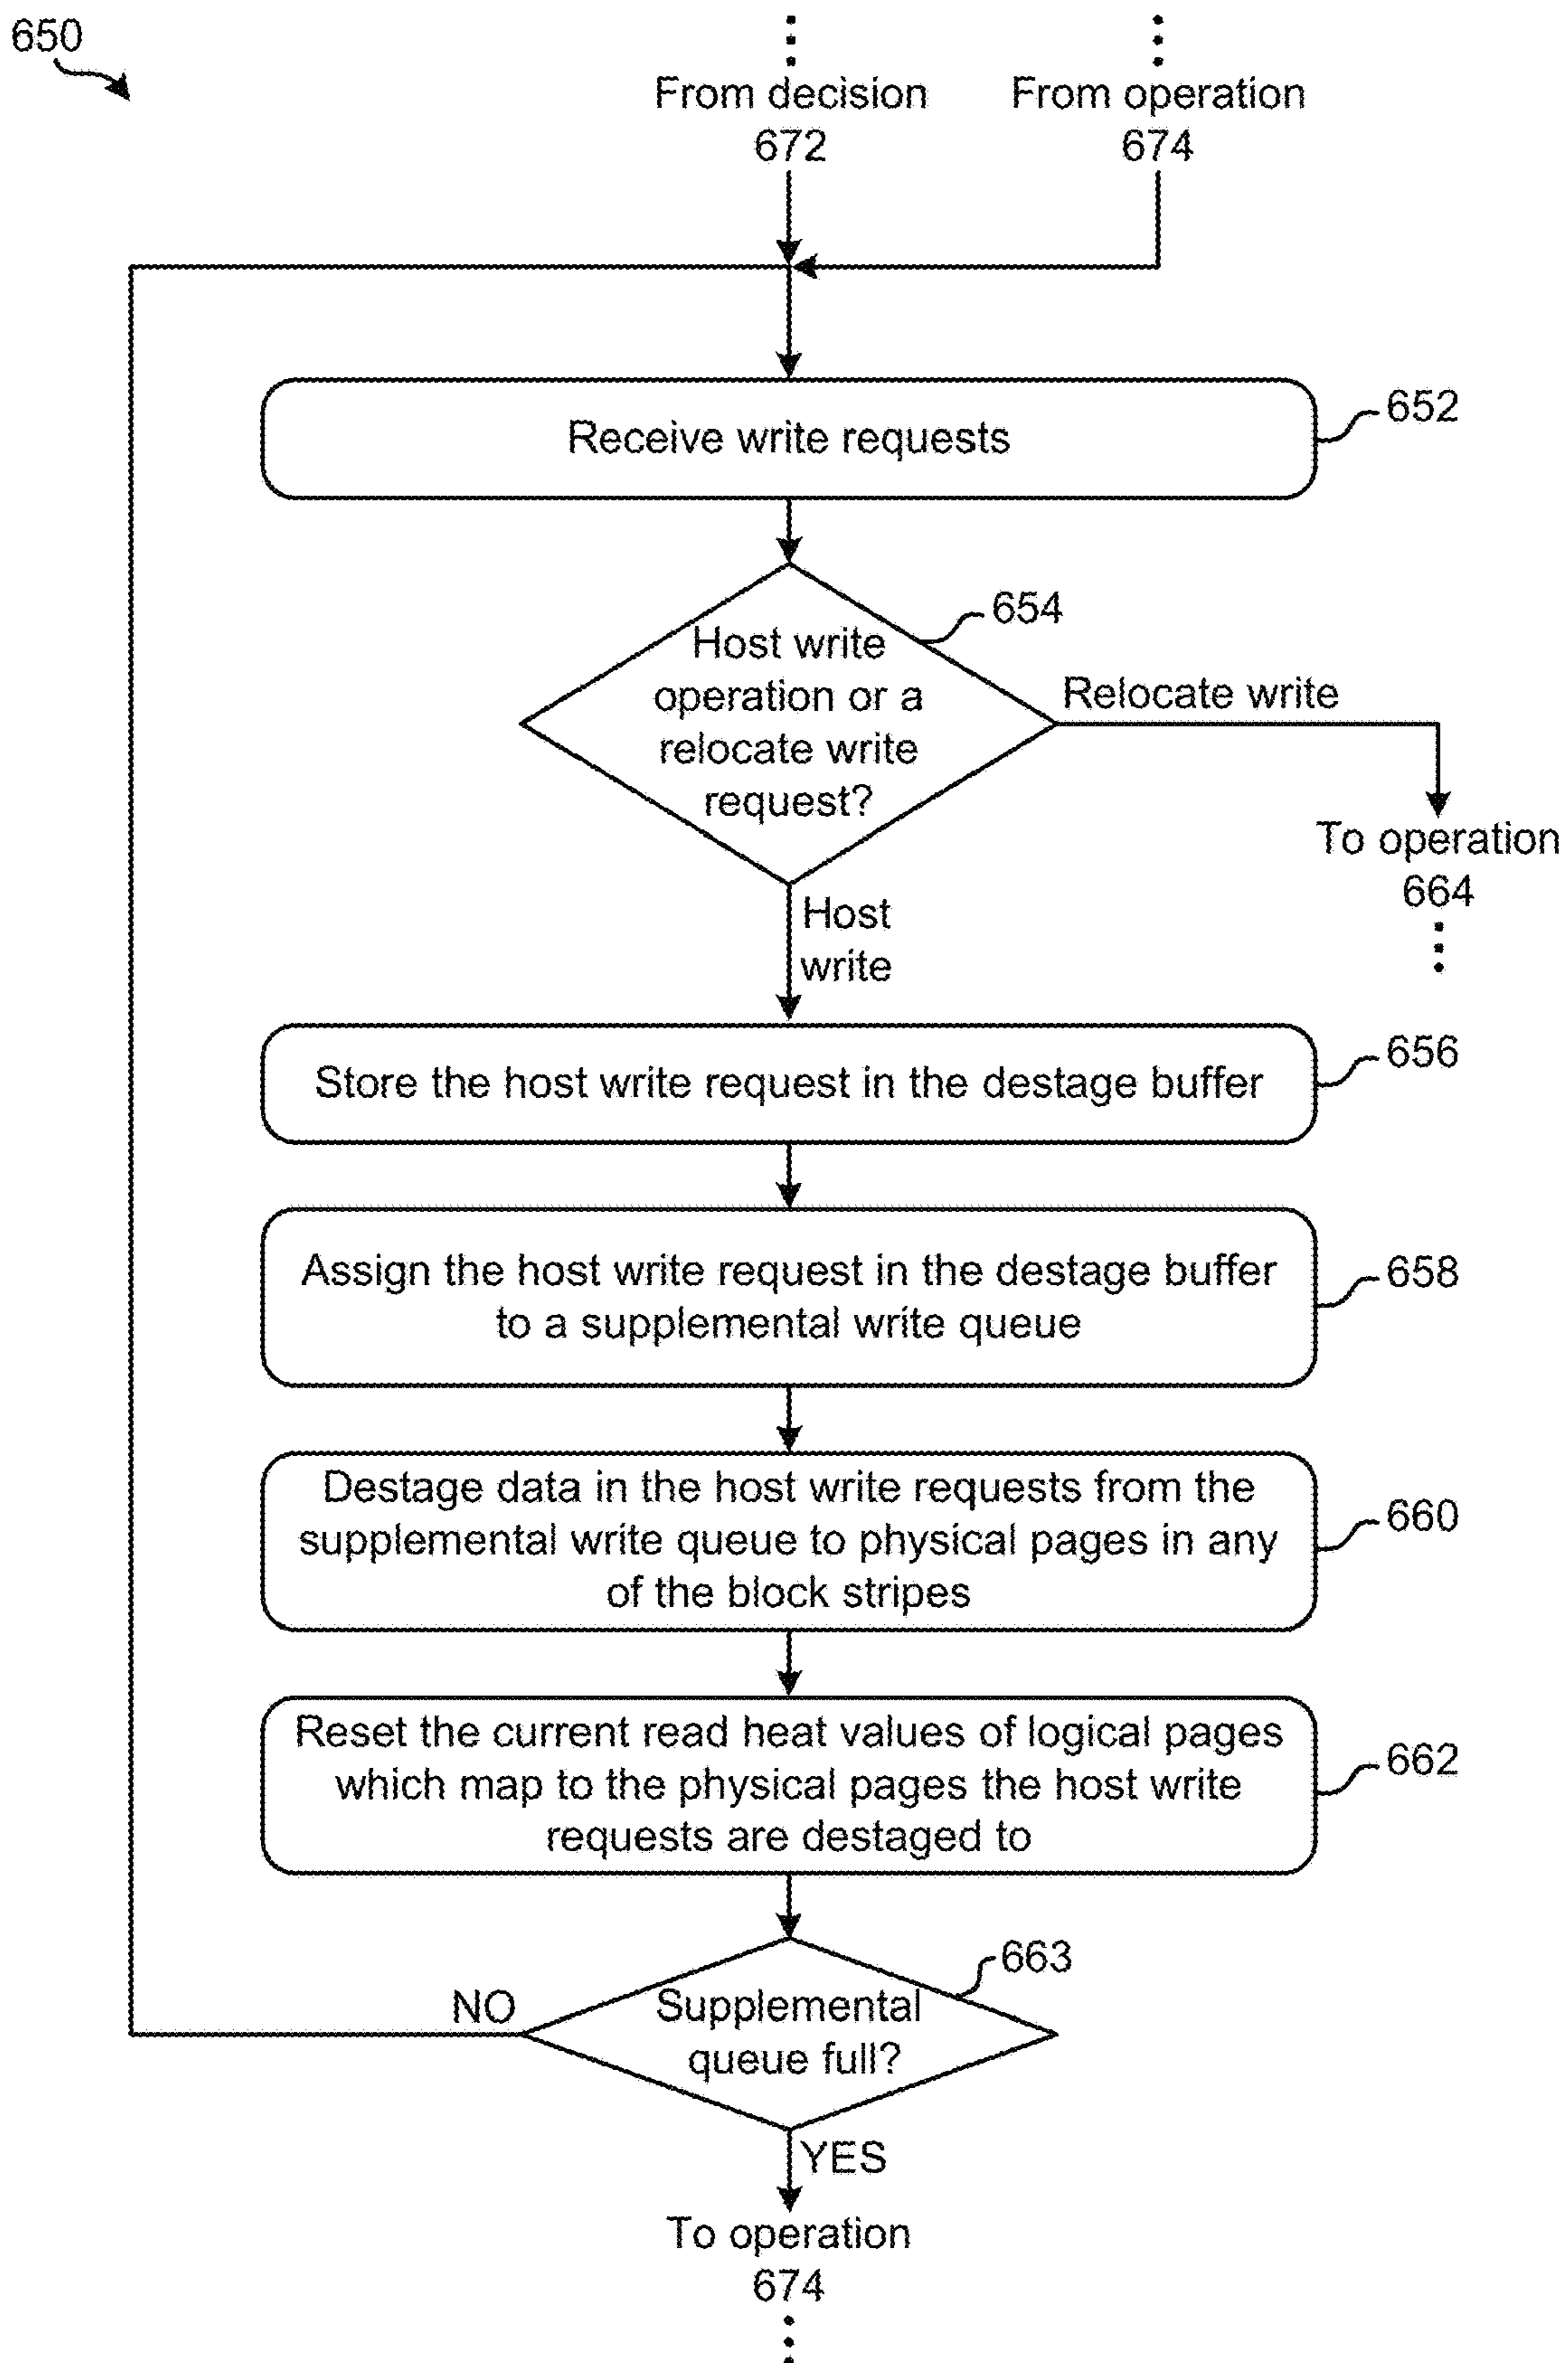 650
From decision
672
From operation
674
Receive write requests
652
654
Host write
operation or a
relocate write
request?
Relocate write
To operation
664
Host
write
Store the host write request in the destage buffer
656
Assign the host write request in the destage buffer
to a supplemental write queue
658
Destage data in the host write requests from the
supplemental write queue to physical pages in any
of the block stripes
660
Reset the current read heat values of logical pages
which map to the physical pages the host write
requests are destaged to
662
663
Supplemental
queue full?
NO
YES
To operation
674